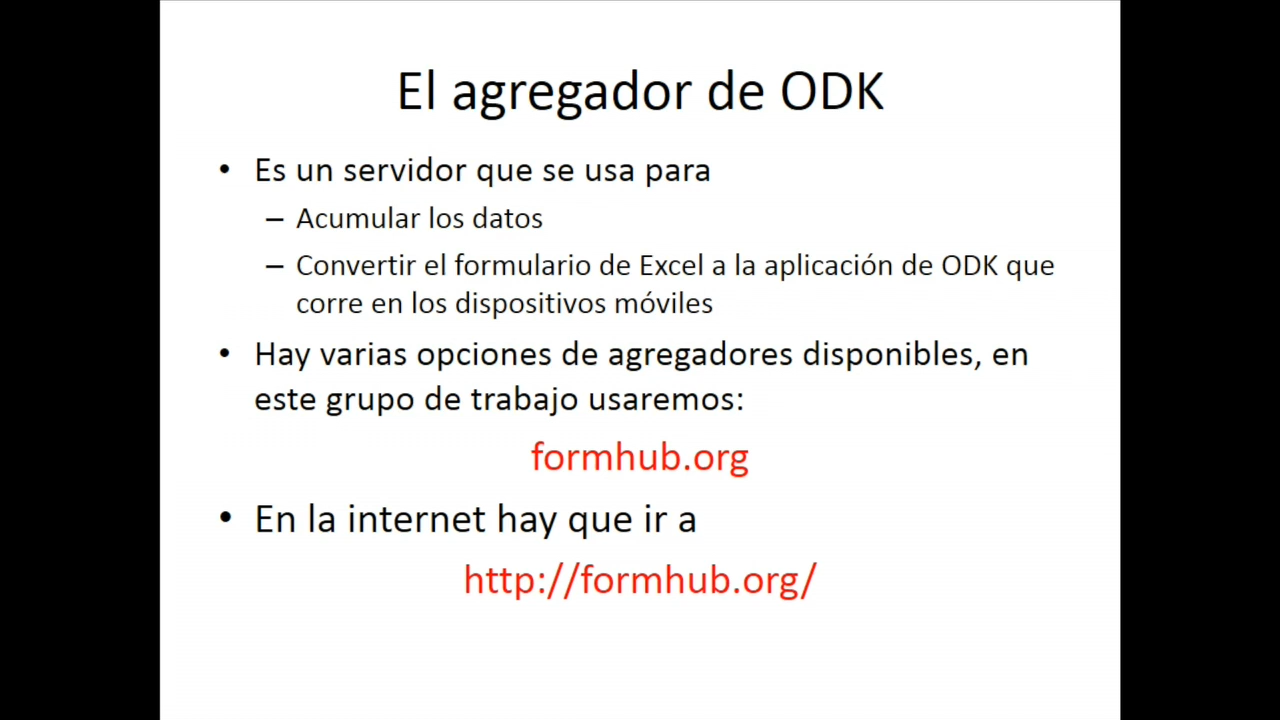 El agregador de ODK
• Es un servidor que se usa para
– Acumular los datos
– Convertir el formulario de Excel a la aplicación de ODK que
corre en los dispositivos móviles
• Hay varias opciones de agregadores disponibles, en
este grupo de trabajo usaremos:
formhub.org
• En la internet hay que ir a
http://formhub.org/